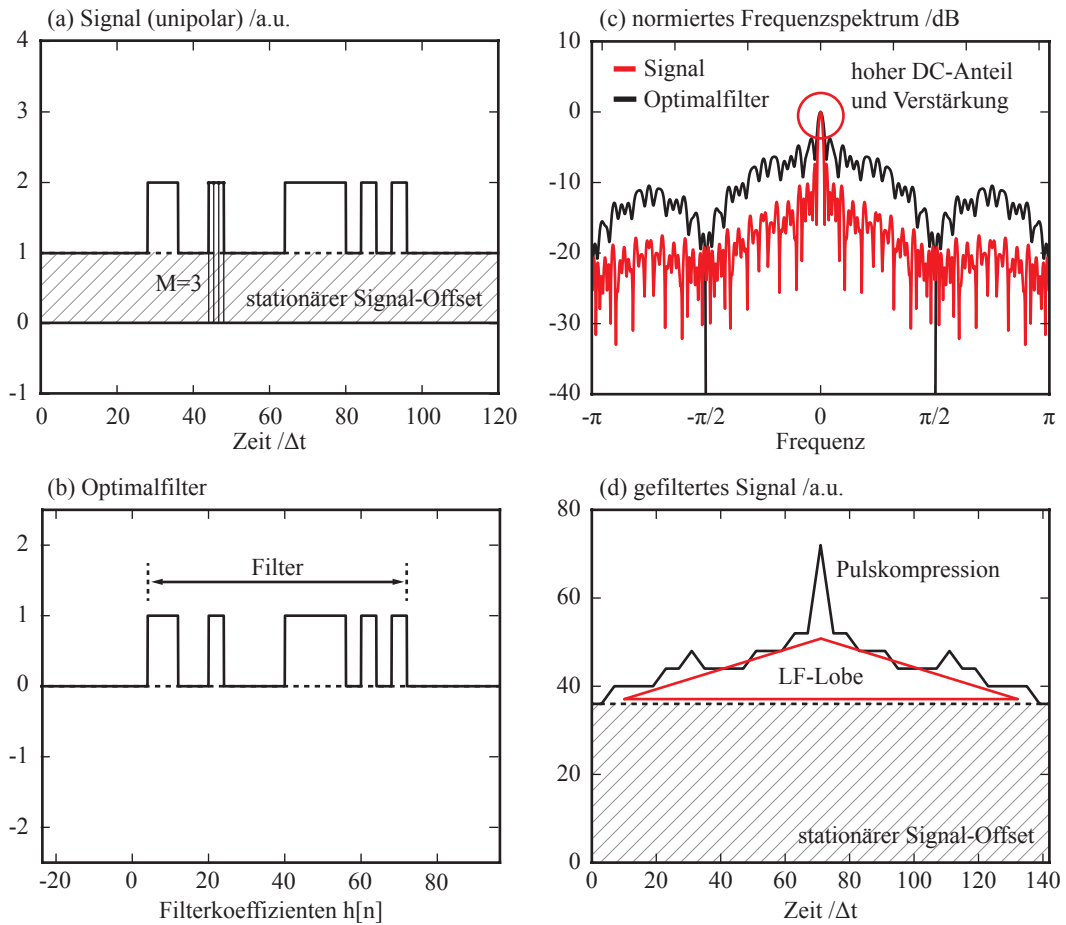 (a) Signal (unipolar) /a.u.
4
3
2
1
0
-1
M=3
stationärer Signal-Offset
0 20 40 60 80 100 120
Zeit /Δt
(c) normiertes Frequenzspektrum /dB
10
0
-10
-20
-30
-40
Signal
Optimalfilter
hoher DC-Anteil
und Verstärkung
-π -π/2 0 π/2 π
Frequenz
(b) Optimalfilter
2
1
0
-1
-2
Filter
-20 0 20 40 60 80
Filterkoeffizienten h[n]
(d) gefiltertes Signal /a.u.
80
60
40
20
0
Pulskompression
LF-Lobe
stationärer Signal-Offset
0 20 40 60 80 100 120 140
Zeit /Δt